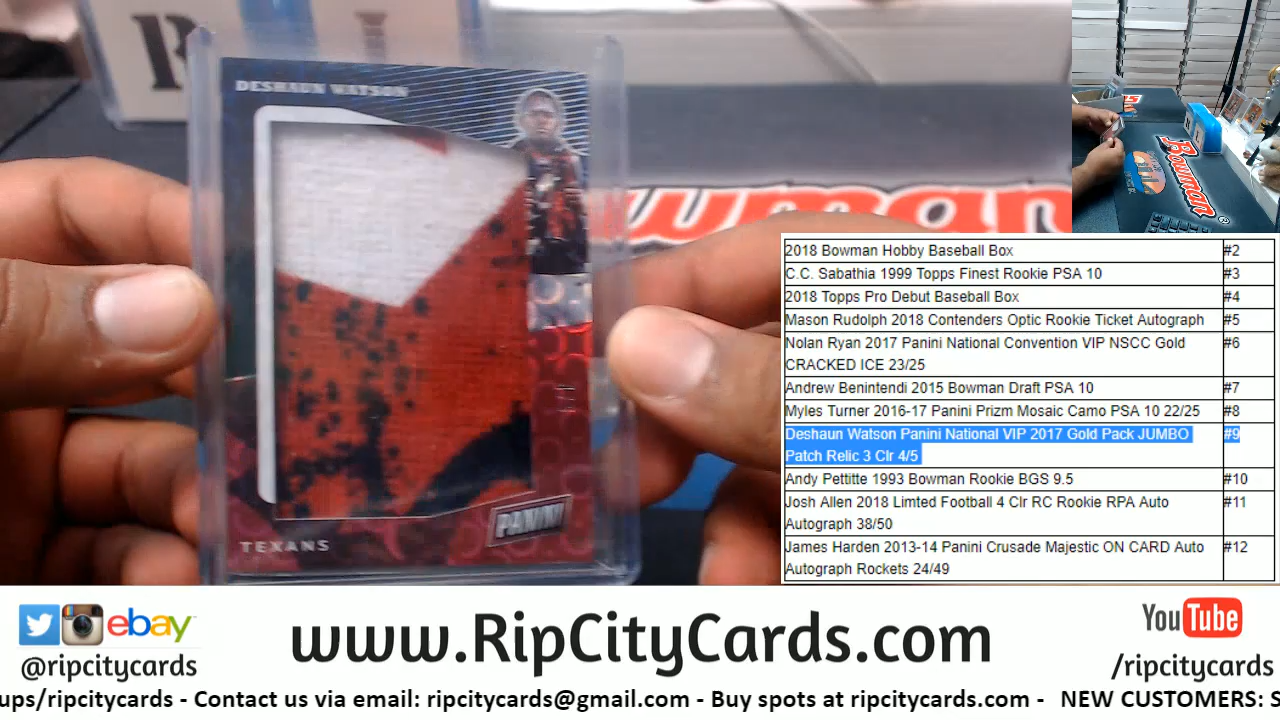 DESHAUN WATSON
TEXANS
PANINI
Bowman
2018 Bowman Hobby Baseball Box #2
C.C. Sabathia 1999 Topps Finest Rookie PSA 10 #3
2018 Topps Pro Debut Baseball Box #4
Mason Rudolph 2018 Contenders Optic Rookie Ticket Autograph #5
Nolan Ryan 2017 Panini National Convention VIP NSCC Gold #6
CRACKED ICE 23/25
Andrew Benintendi 2015 Bowman Draft PSA 10 #7
Myles Turner 2016-17 Panini Prizm Mosaic Camo PSA 10 22/25 #8
Deshaun Watson Panini National VIP 2017 Gold Pack JUMBO #9
Patch Relic 3 Clr 4/5
Andy Pettitte 1993 Bowman Rookie BGS 9.5 #10
Josh Allen 2018 Limted Football 4 Clr RC Rookie RPA Auto #11
Autograph 38/50
James Harden 2013-14 Panini Crusade Majestic ON CARD Auto #12
Autograph Rockets 24/49
ebay
@ripcitycards
www.RipCityCards.com
YouTube
/ripcitycards
ups/ripcitycards - Contact us via email: ripcitycards@gmail.com - Buy spots at ripcitycards.com - NEW CUSTOMERS: S